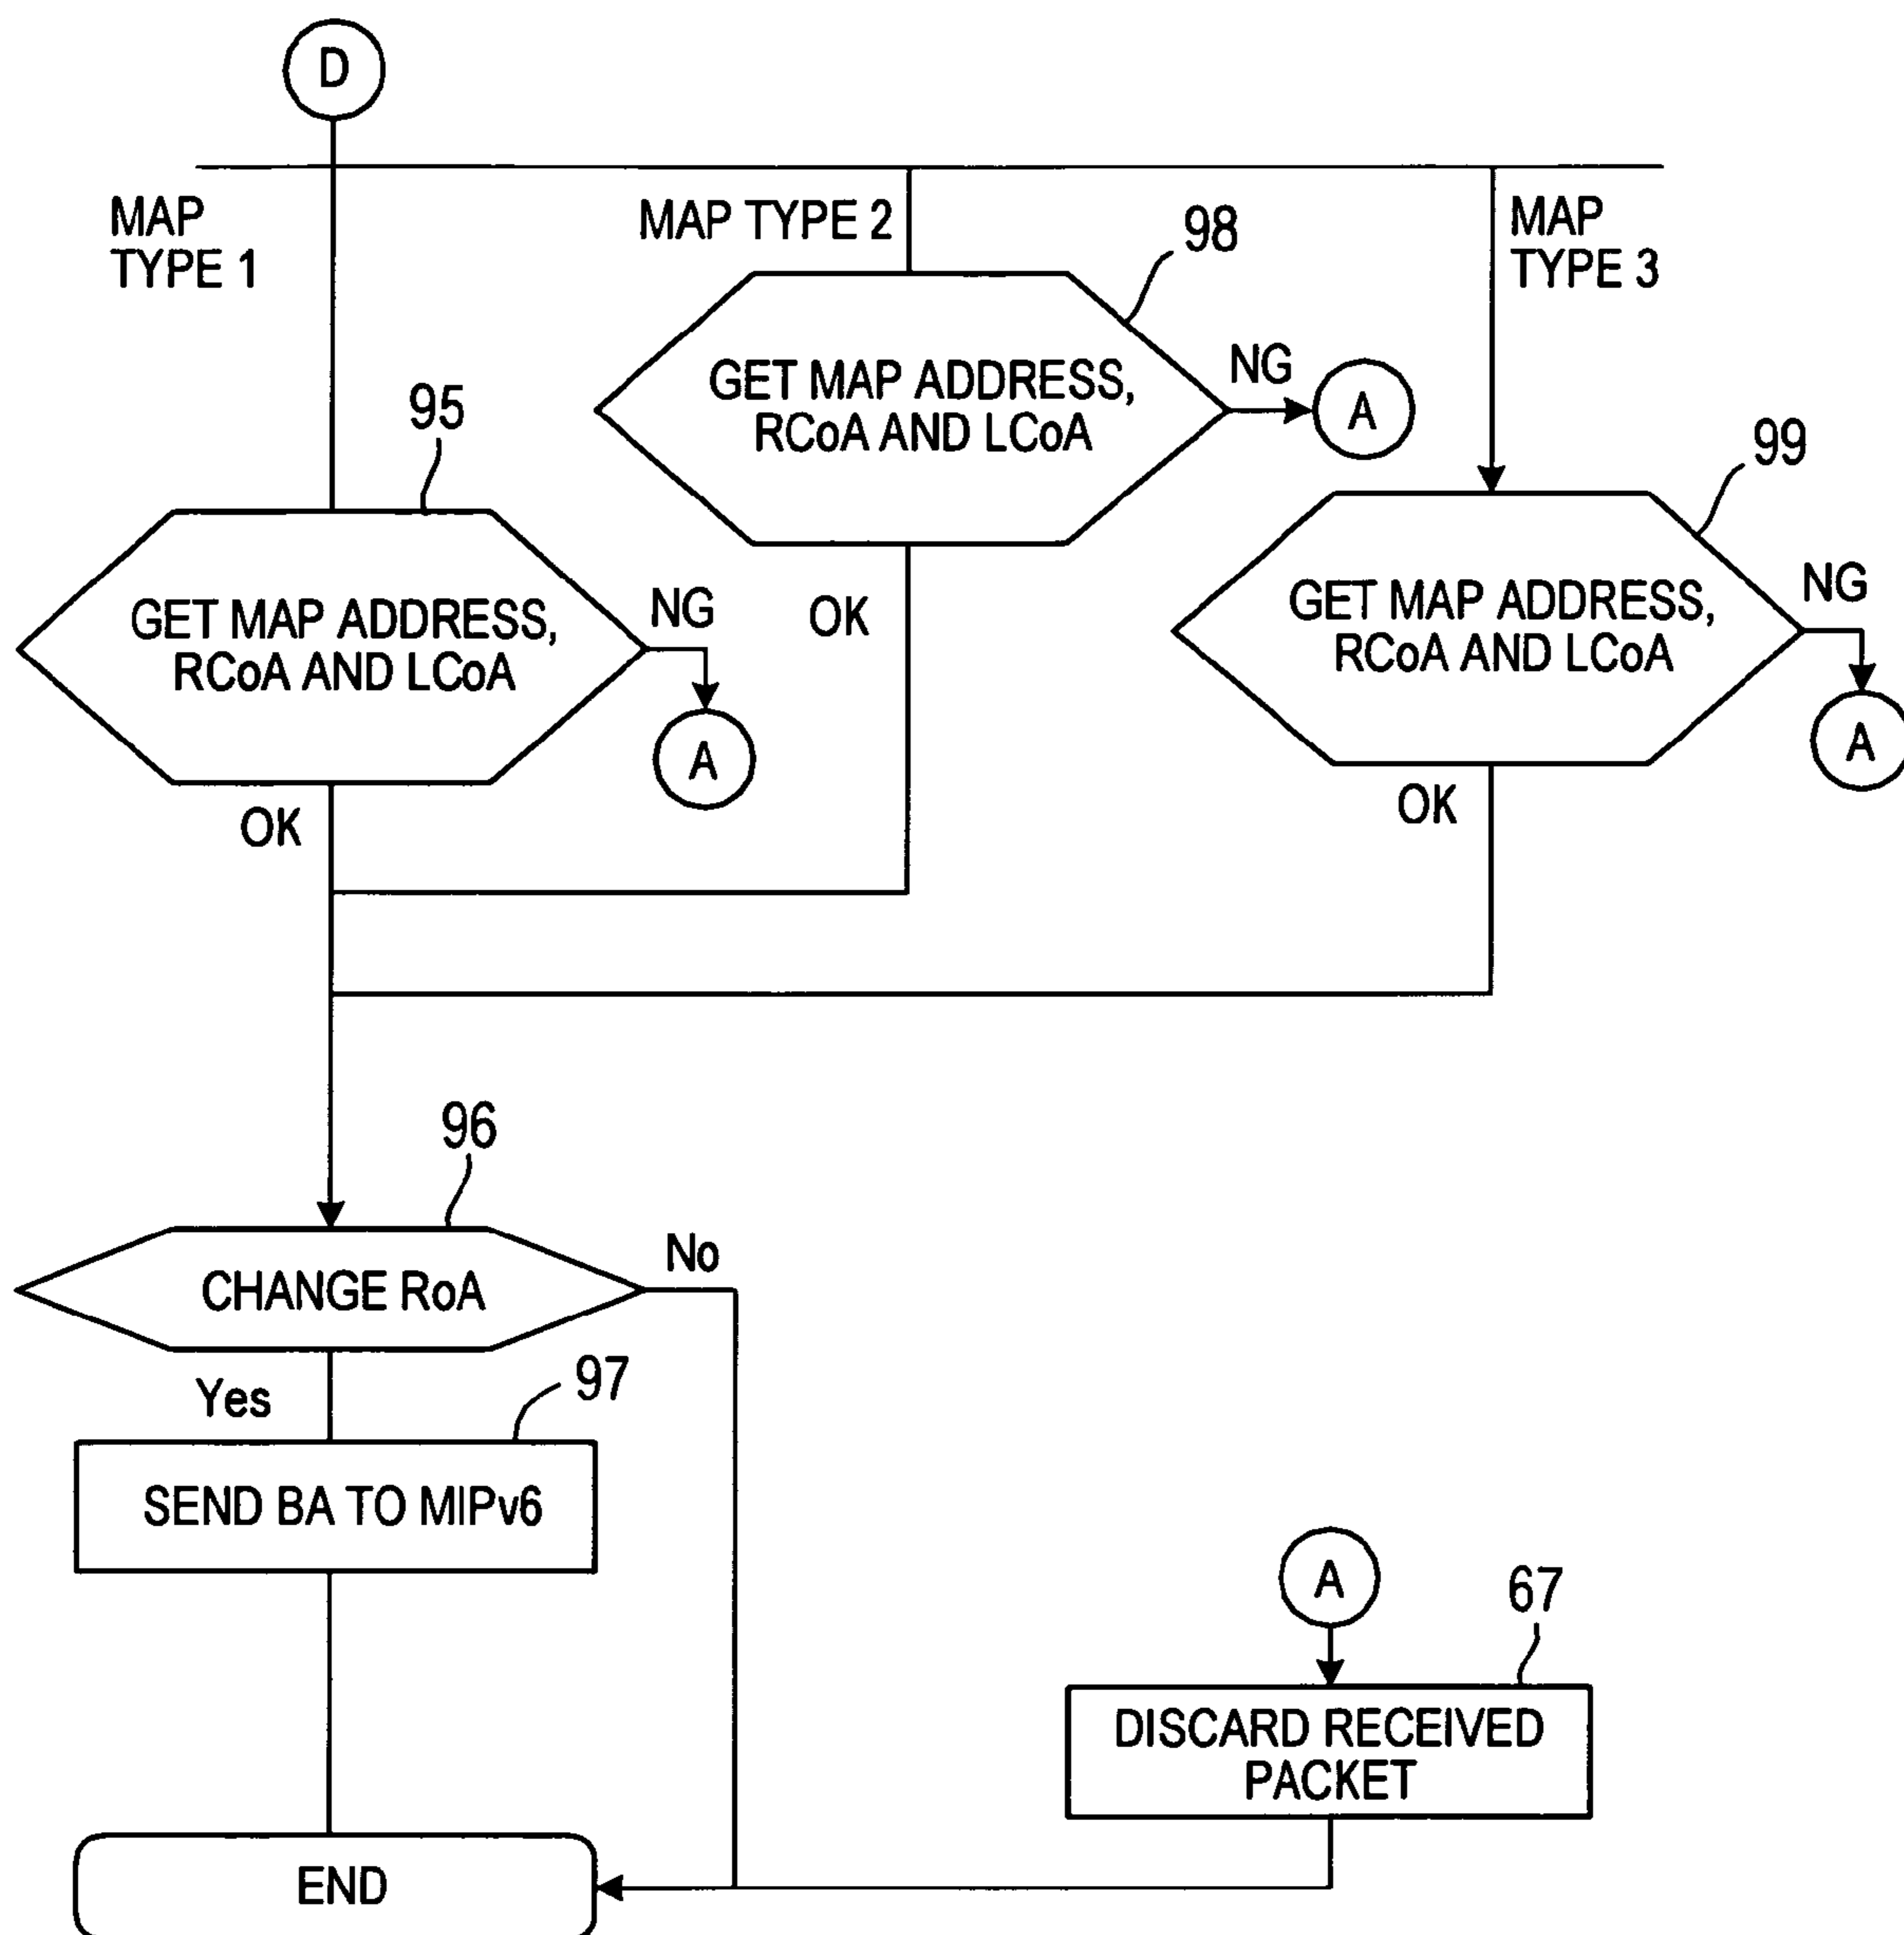 D
MAP
TYPE 1
MAP TYPE 2
98
MAP
TYPE 3
GET MAP ADDRESS,
RCoA AND LCoA
NG
A
95
99
GET MAP ADDRESS,
RCoA AND LCoA
NG
A
OK
OK
GET MAP ADDRESS,
RCoA AND LCoA
NG
A
OK
96
CHANGE RoA
No
Yes
97
SEND BA TO MIPv6
A
67
DISCARD RECEIVED
PACKET
END